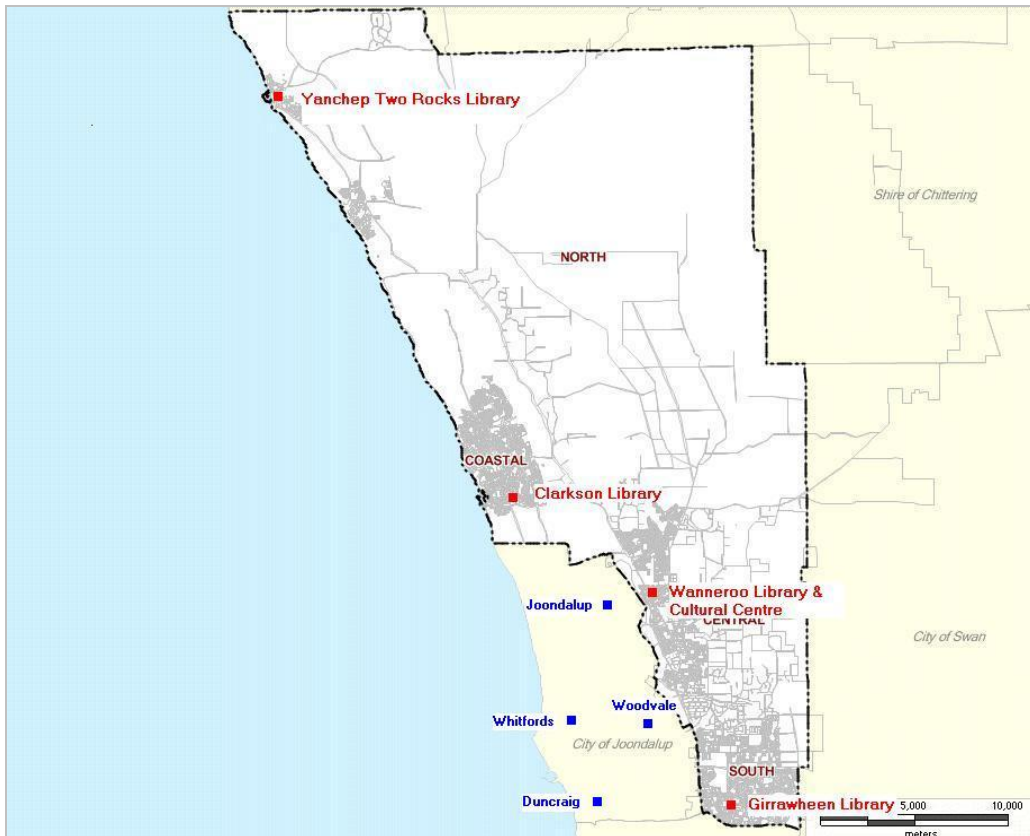 Yanchep Two Rocks Library
Shire of Chittering
NORTH
COASTAL
Clarkson Library
Wanneroo Library &
Cultural Centre
CENTRAL
Joondalup
City of Swan
Woodvale
Whitfords
City of Joondalup
SOUTH
Duncraig
Girrawheen Library
5,000
10,000
meters